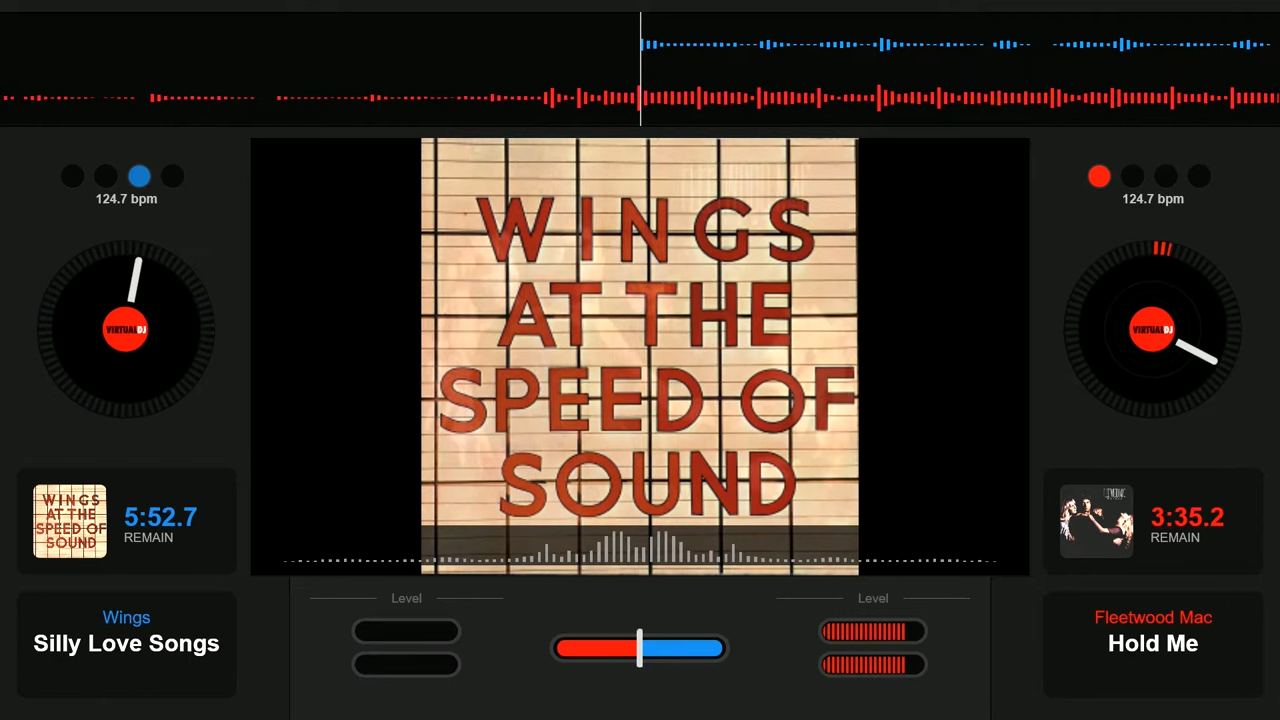 124.7 bpm
124.7 bpm
WINGS
AT THE
SPEED OF
SOUND
VIRTUALDJ
VIRTUALDJ
WINGS
AT THE
SPEED OF
SOUND
5:52.7
REMAIN
3:35.2
REMAIN
Level
Level
Wings
Silly Love Songs
Fleetwood Mac
Hold Me